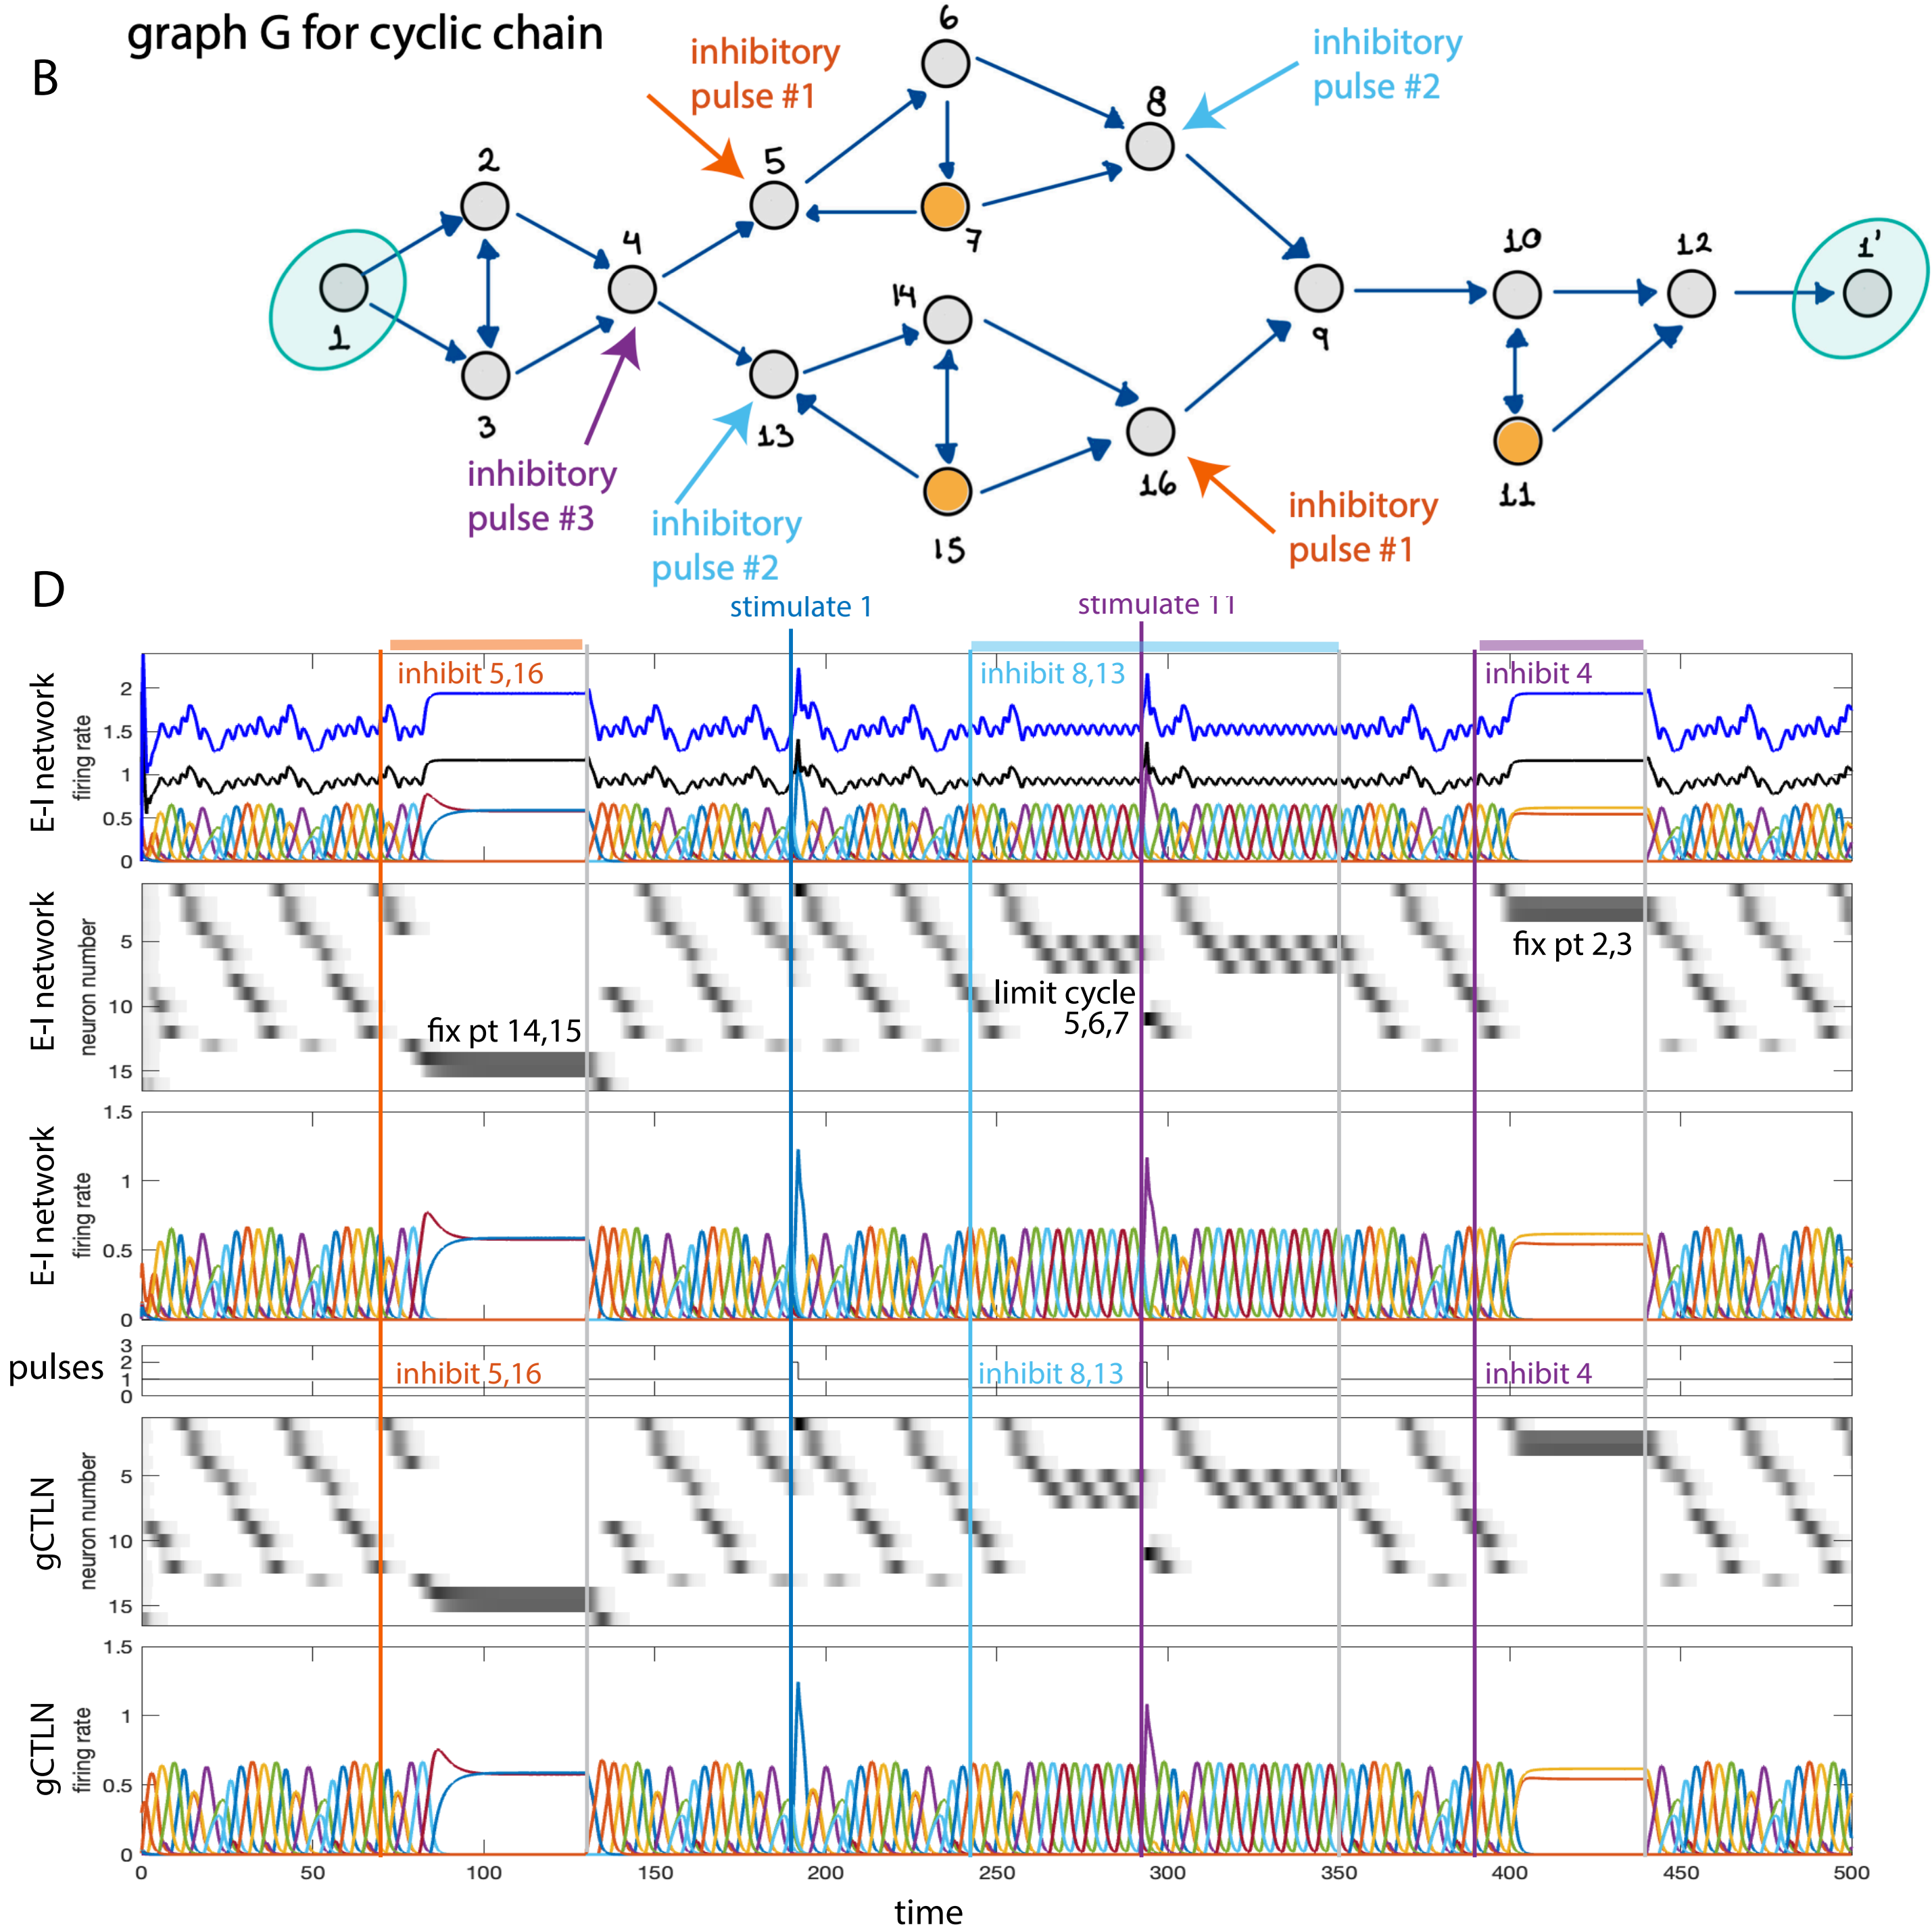 graph G for cyclic chain
B
inhibitory
pulse #1
inhibitory
pulse #2
6
8
2
5
4
7
14
10
12
1'
1
3
13
9
inhibitory
pulse #3
inhibitory
pulse #2
16
11
15
inhibitory
pulse #1
D
stimulate 1
stimulate 11
E-I network
firing rate
2
1.5
1
0.5
0
inhibit 5,16
inhibit 8,13
inhibit 4
E-I network
neuron number
5
10
15
fix pt 14,15
limit cycle
5,6,7
fix pt 2,3
E-I network
firing rate
1.5
1
0.5
0
pulses
3
2
1
0
inhibit 5,16
inhibit 8,13
inhibit 4
gCTLN
neuron number
5
10
15
gCTLN
firing rate
1.5
1
0.5
0
0 50 100 150 200 250 300 350 400 450 500
time